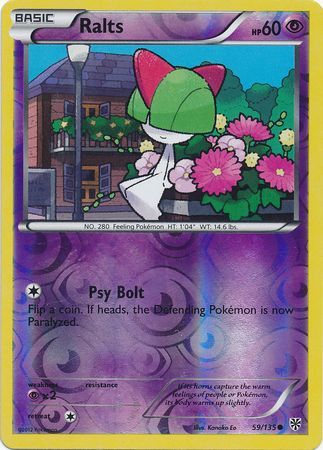 BASIC
Ralts
HP60
NO. 280 Feeling Pokémon HT: 1'04" WT: 14.6 lbs.
Psy Bolt
Flip a coin. If heads, the Defending Pokémon is now
Paralyzed.
weakness
×2
resistance
retreat
Its horns capture the warm
feelings of people or Pokémon,
its body warms slightly.
©2012 Pokémon
Illus. Kanako Eo
59/135